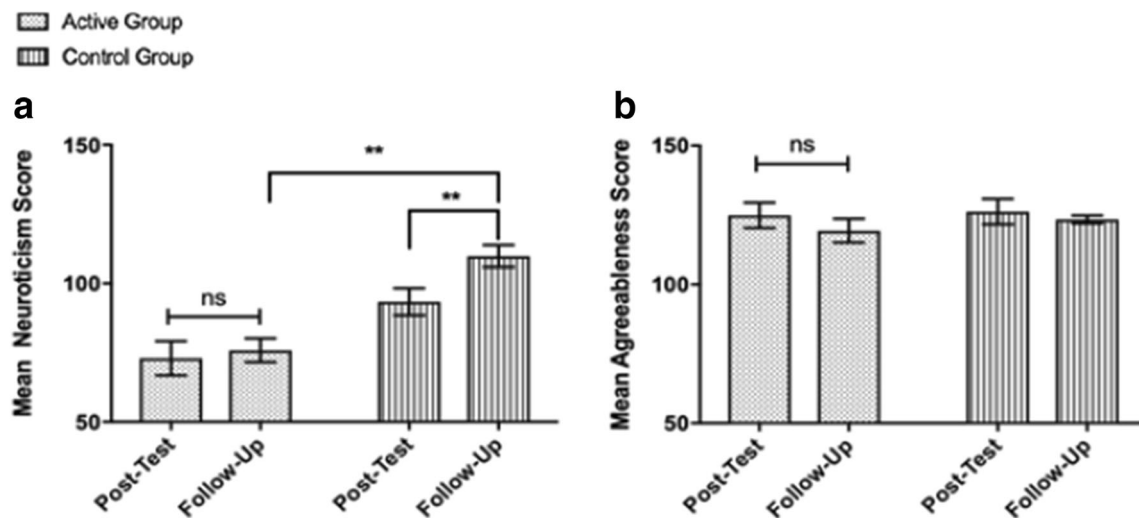 Active Group
Control Group
a
Mean Neuroticism Score
150
100
50
ns
**
**
Post-Test
Follow-Up
Post-Test
Follow-Up
b
Mean Agreeableness Score
150
100
50
ns
Post-Test
Follow-Up
Post-Test
Follow-Up